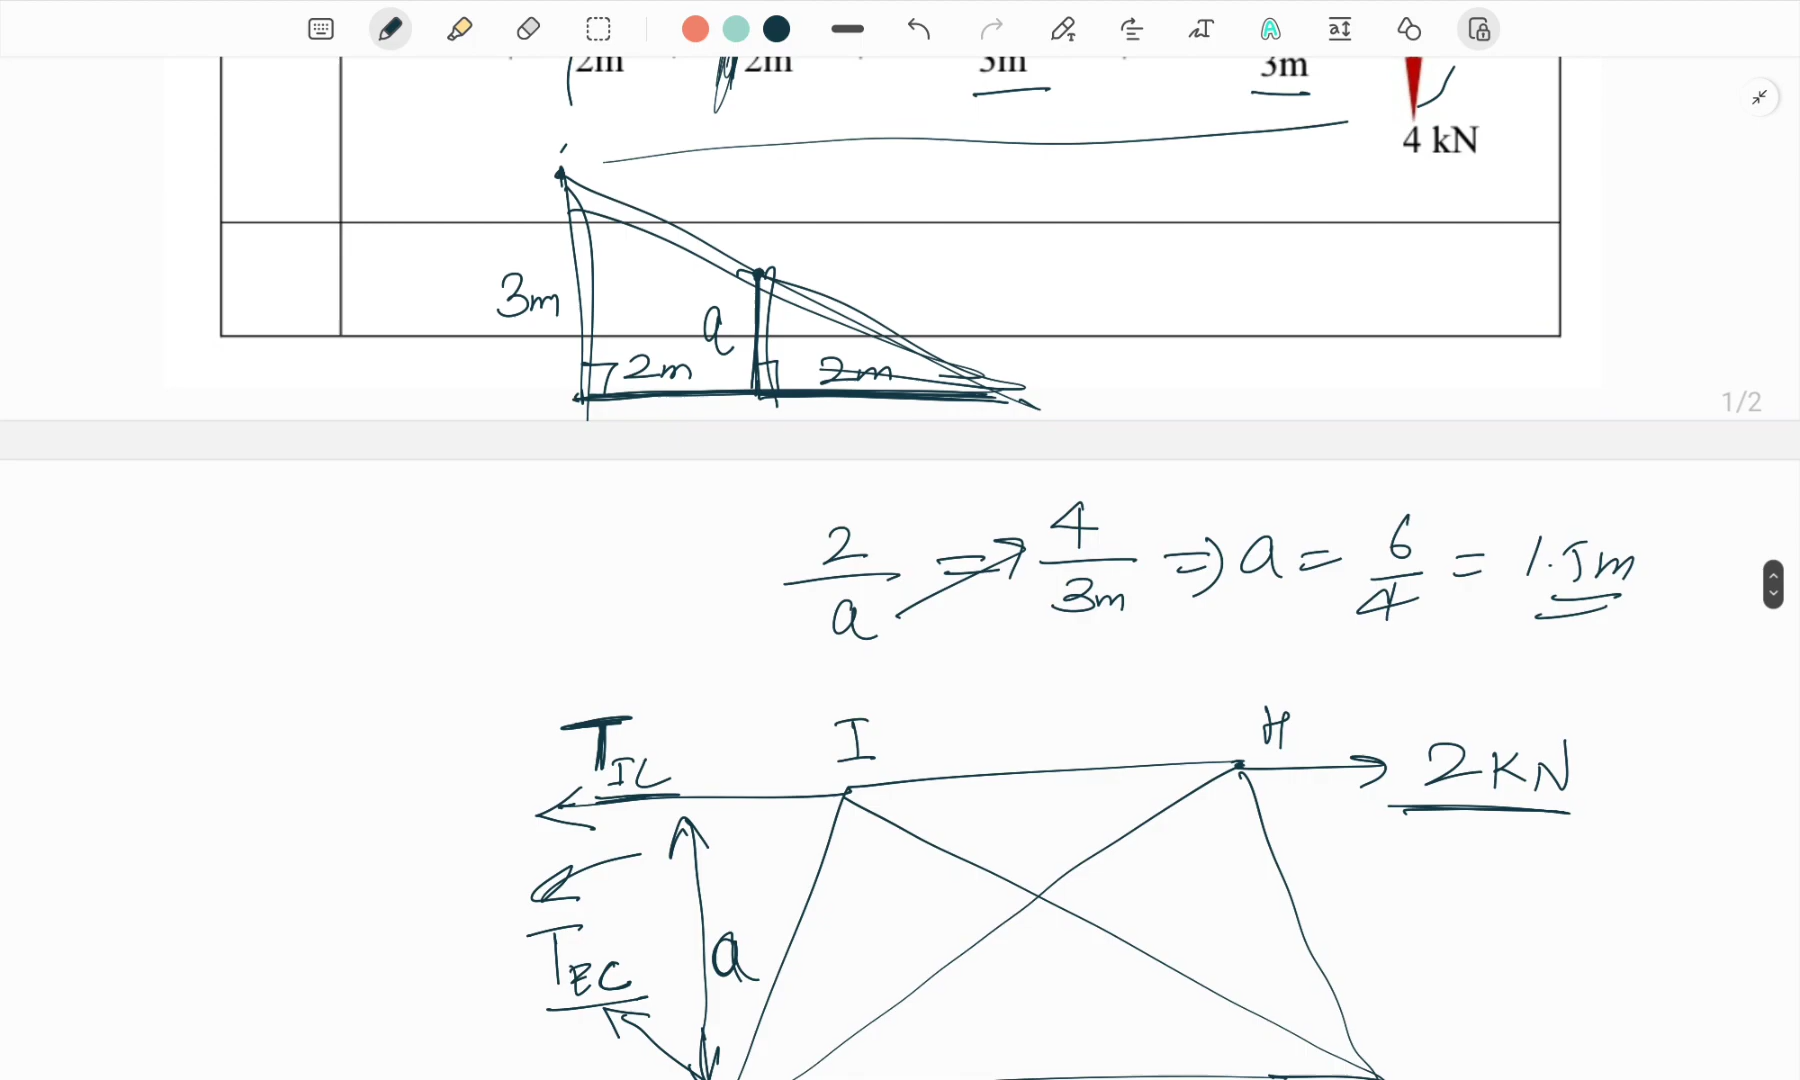 2m 2m 3m 3m
4 kN
3m
a
2m 2m
1/2
2/a => 4/3m => a = 6/4 = 1.5m
T_IL I H 2KN
T_EC a